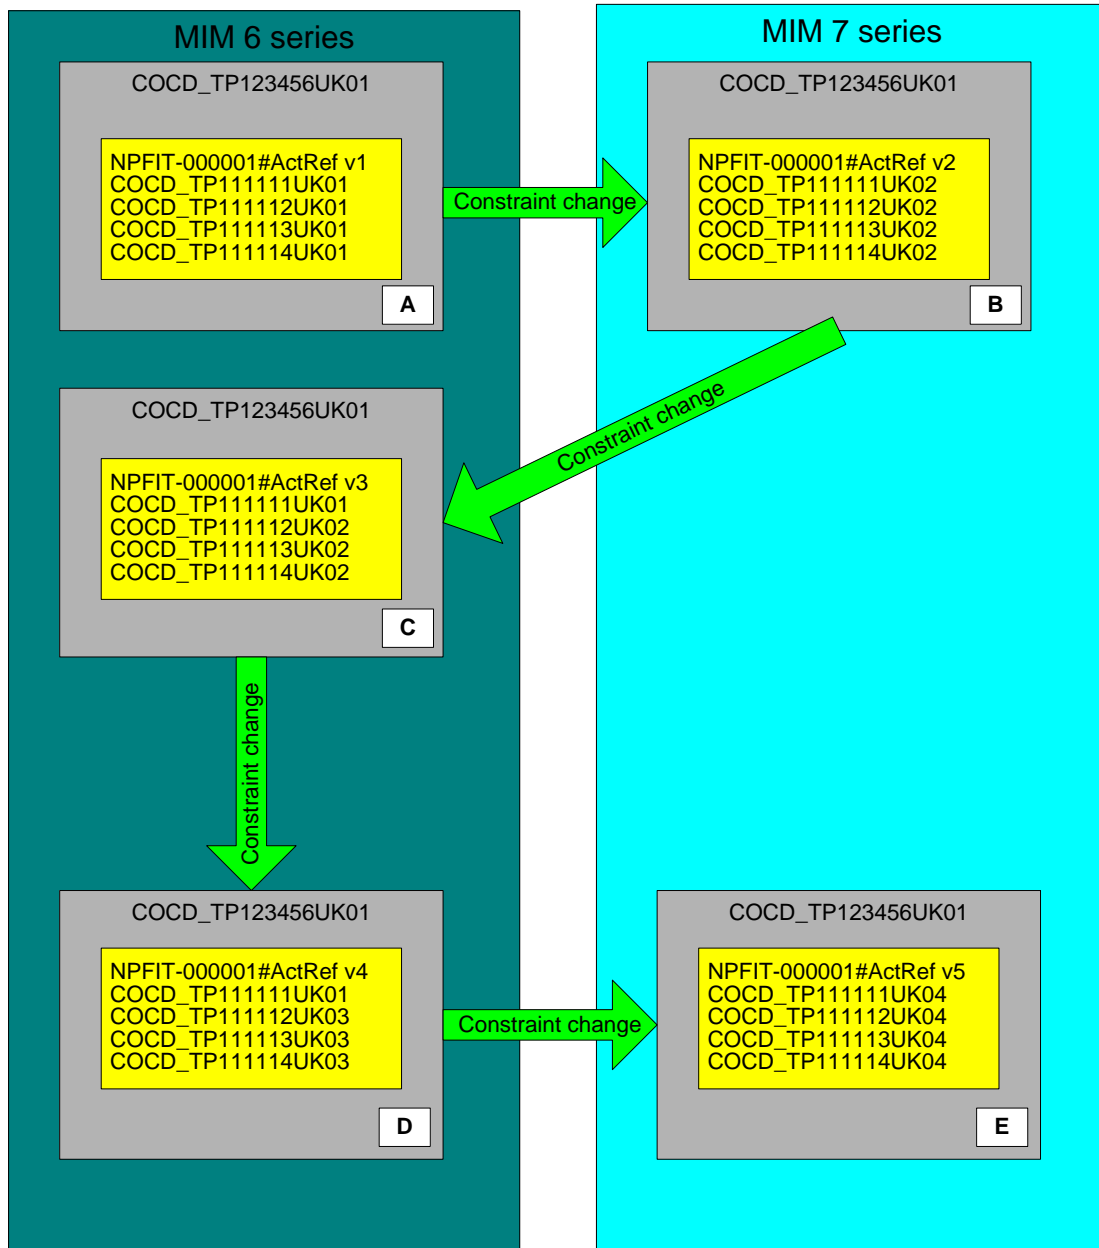 MIM 6 series
MIM 7 series
COCD_TP123456UK01
NPFIT-000001#ActRef v1
COCD_TP111111UK01
COCD_TP111112UK01
COCD_TP111113UK01
COCD_TP111114UK01
A
Constraint change
COCD_TP123456UK01
NPFIT-000001#ActRef v2
COCD_TP111111UK02
COCD_TP111112UK02
COCD_TP111113UK02
COCD_TP111114UK02
B
Constraint change
COCD_TP123456UK01
NPFIT-000001#ActRef v3
COCD_TP111111UK01
COCD_TP111112UK02
COCD_TP111113UK02
COCD_TP111114UK02
C
Constraint change
COCD_TP123456UK01
NPFIT-000001#ActRef v4
COCD_TP111111UK01
COCD_TP111112UK03
COCD_TP111113UK03
COCD_TP111114UK03
D
Constraint change
COCD_TP123456UK01
NPFIT-000001#ActRef v5
COCD_TP111111UK04
COCD_TP111112UK04
COCD_TP111113UK04
COCD_TP111114UK04
E